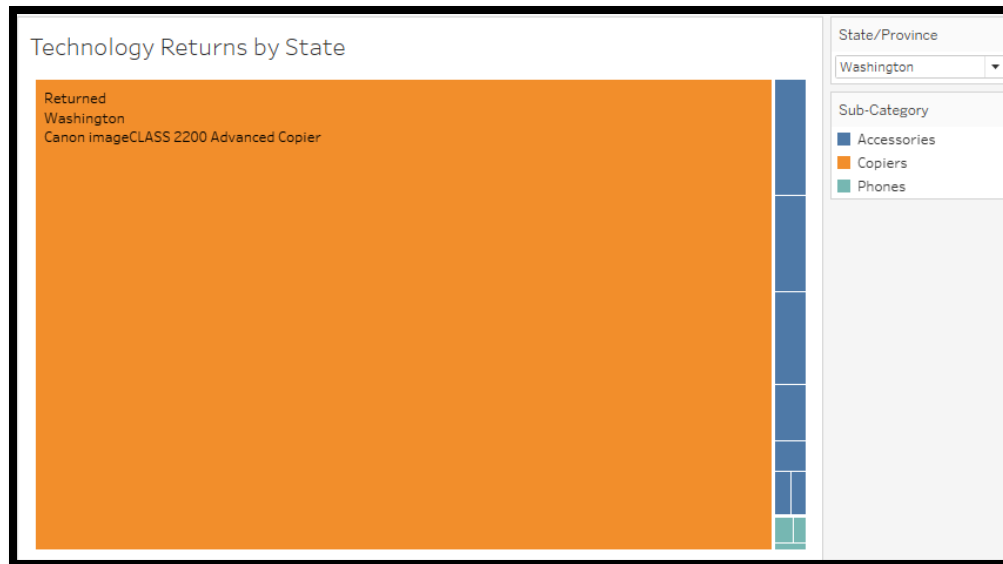 Technology Returns by State
Returned
Washington
Canon imageCLASS 2200 Advanced Copier
State/Province
Washington
Sub-Category
Accessories
Copiers
Phones